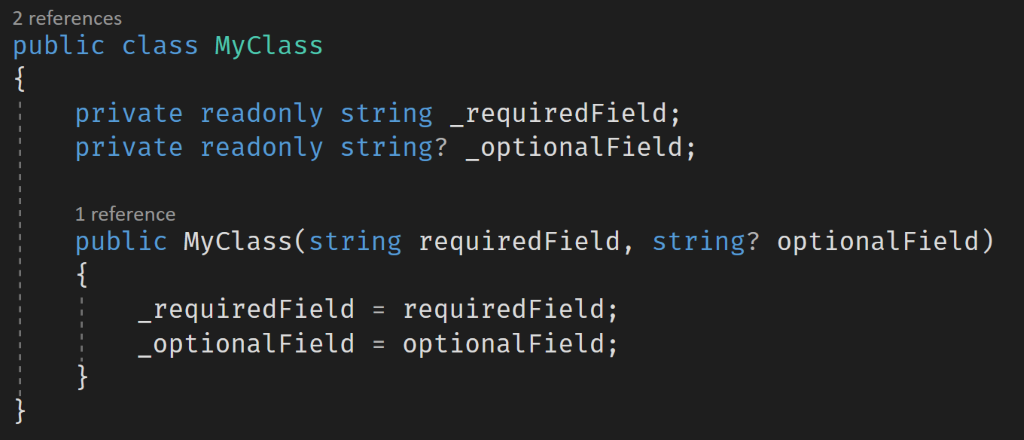 2 references
public class MyClass
{
    private readonly string _requiredField;
    private readonly string? _optionalField;
    1 reference
    public MyClass(string requiredField, string? optionalField)
    {
        _requiredField = requiredField;
        _optionalField = optionalField;
    }
}